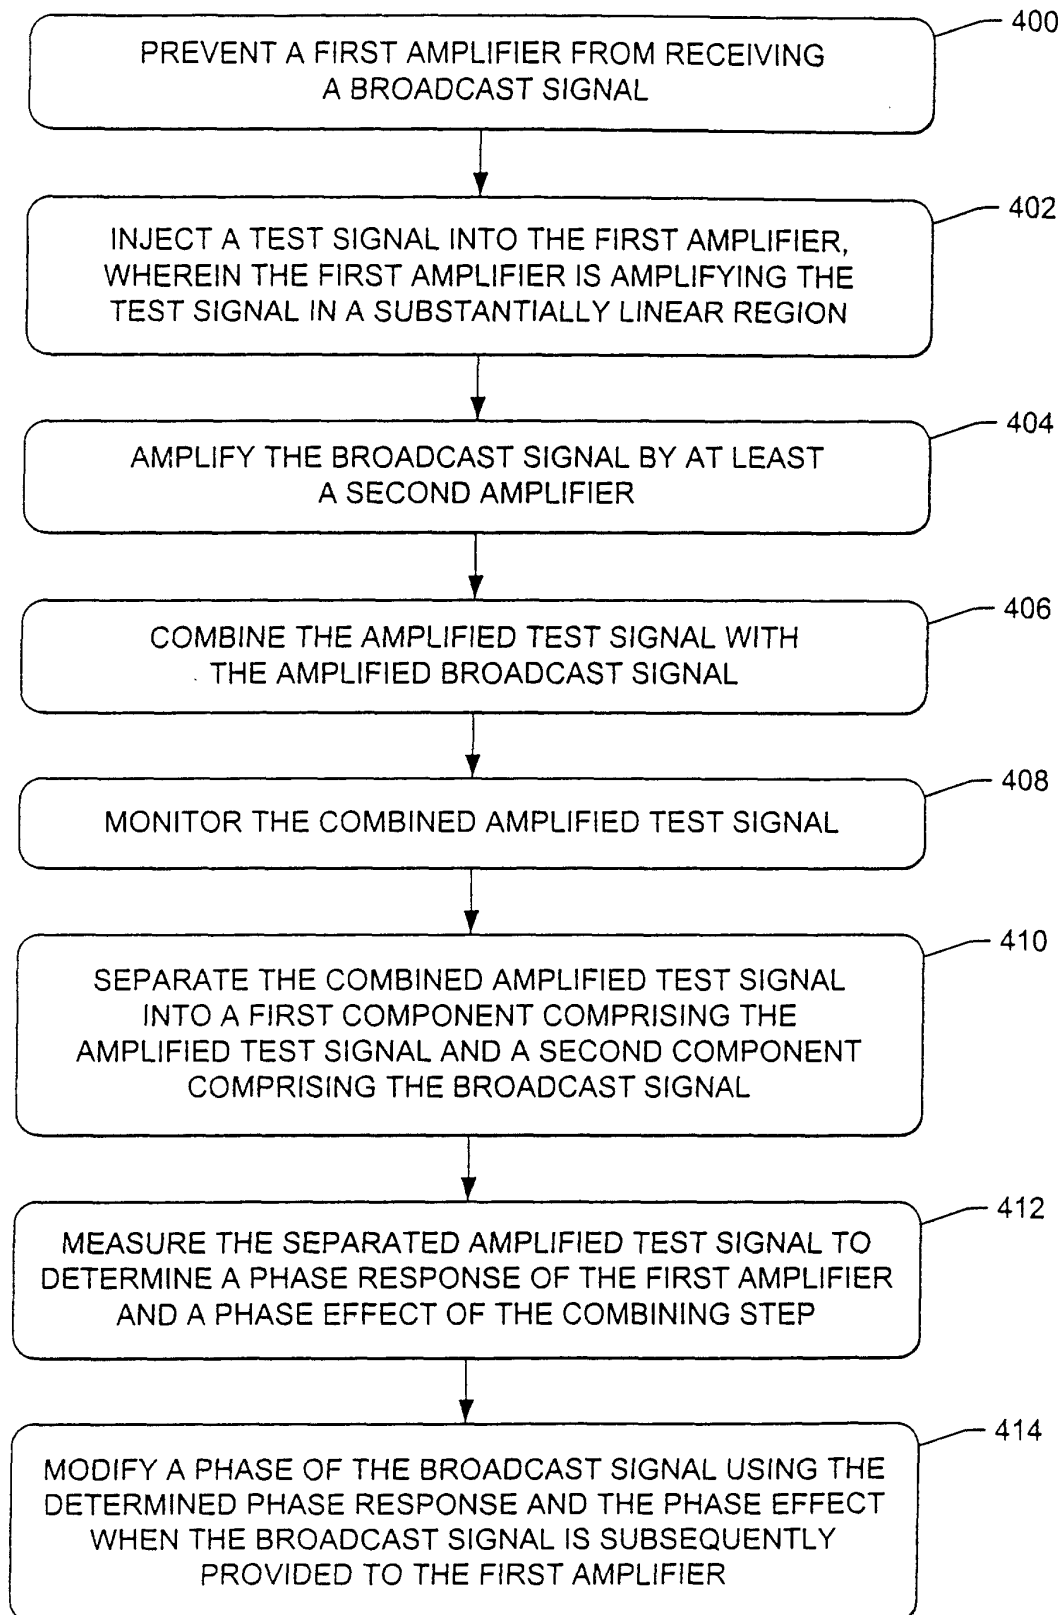 400
PREVENT A FIRST AMPLIFIER FROM RECEIVING
A BROADCAST SIGNAL
402
INJECT A TEST SIGNAL INTO THE FIRST AMPLIFIER,
WHEREIN THE FIRST AMPLIFIER IS AMPLIFYING THE
TEST SIGNAL IN A SUBSTANTIALLY LINEAR REGION
404
AMPLIFY THE BROADCAST SIGNAL BY AT LEAST
A SECOND AMPLIFIER
406
COMBINE THE AMPLIFIED TEST SIGNAL WITH
THE AMPLIFIED BROADCAST SIGNAL
408
MONITOR THE COMBINED AMPLIFIED TEST SIGNAL
410
SEPARATE THE COMBINED AMPLIFIED TEST SIGNAL
INTO A FIRST COMPONENT COMPRISING THE
AMPLIFIED TEST SIGNAL AND A SECOND COMPONENT
COMPRISING THE BROADCAST SIGNAL
412
MEASURE THE SEPARATED AMPLIFIED TEST SIGNAL TO
DETERMINE A PHASE RESPONSE OF THE FIRST AMPLIFIER
AND A PHASE EFFECT OF THE COMBINING STEP
414
MODIFY A PHASE OF THE BROADCAST SIGNAL USING THE
DETERMINED PHASE RESPONSE AND THE PHASE EFFECT
WHEN THE BROADCAST SIGNAL IS SUBSEQUENTLY
PROVIDED TO THE FIRST AMPLIFIER